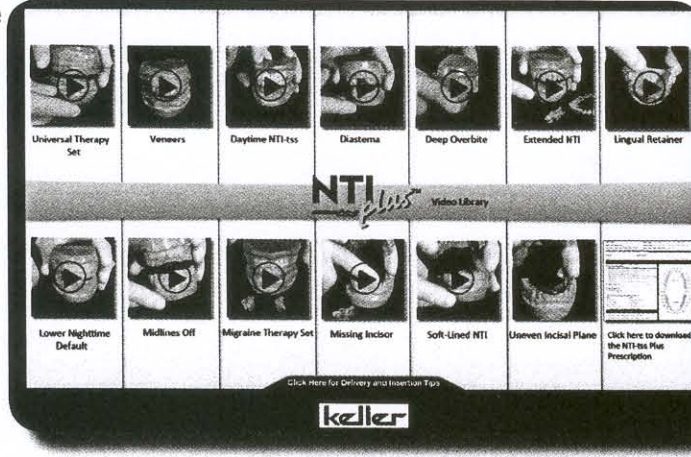 Universal Therapy
Set
Veneers
Daytime NTI-tss
Diastema
Deep Overbite
Extended NTI
Lingual Retainer
NTI
plus™
Video Library
Lower Nighttime
Default
Midlines Off
Migraine Therapy Set
Missing Incisor
Soft-Lined NTI
Uneven Incisal Plane
Click here to download
the NTI-tss Plus
Prescription
Click Here for Delivery and Insertion Tips
keller